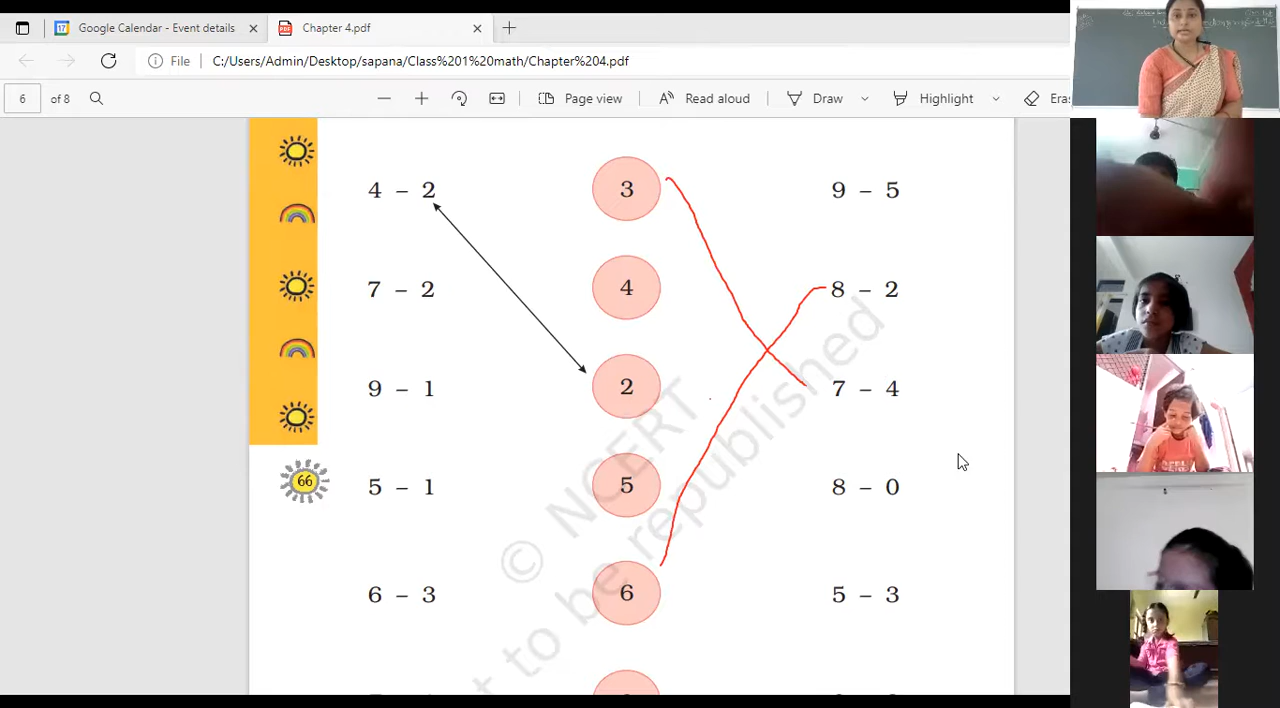 Google Calendar - Event details
Chapter 4.pdf
File
C:/Users/Admin/Desktop/sapana/Class%201%20math/Chapter%204.pdf
6 of 8
Page view
Read aloud
Draw
Highlight
4 – 2 3 9 – 5
7 – 2 4 8 – 2
9 – 1 2 7 – 4
66 5 – 1 5 8 – 0
6 – 3 6 5 – 3
© NCERT
to be republished